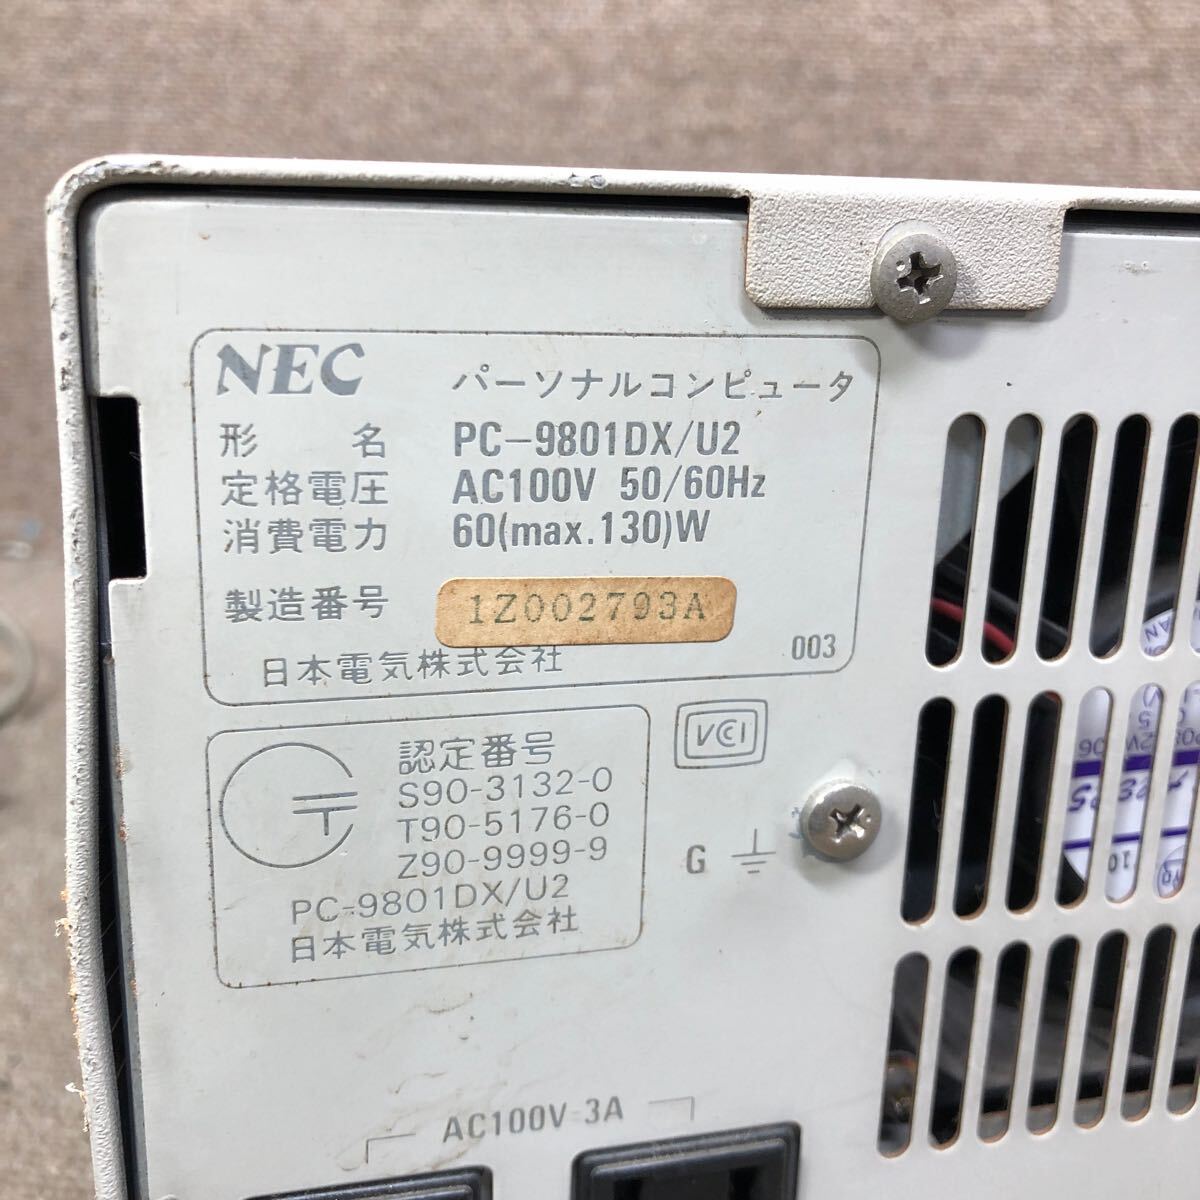 NEC パーソナルコンピュータ
形名 PC-9801DX/U2
定格電圧 AC100V 50/60Hz
消費電力 60(max.130)W
製造番号 1Z002793A
日本電気株式会社 003
認定番号
S90-3132-0
T90-5176-0
Z90-9999-9
PC-9801DX/U2
日本電気株式会社
VCCI
G
AC100V 3A